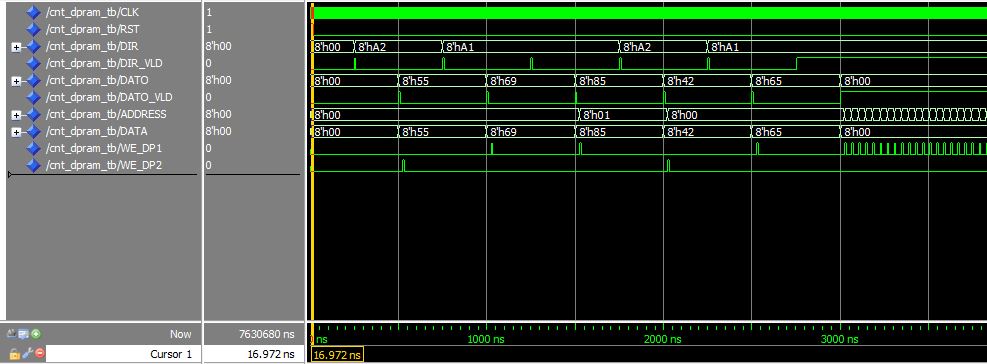 /cnt_dpram_tb/CLK 1
/cnt_dpram_tb/RST 1
/cnt_dpram_tb/DIR 8'h00 8'h00 8'hA2 8'hA1 8'hA2 8'hA1
/cnt_dpram_tb/DIR_VLD 0
/cnt_dpram_tb/DATO 8'h00 8'h00 8'h55 8'h69 8'h85 8'h42 8'h65 8'h00
/cnt_dpram_tb/DATO_VLD 0
/cnt_dpram_tb/ADDRESS 8'h00 8'h00 8'h01 8'h00
/cnt_dpram_tb/DATA 8'h00 8'h00 8'h55 8'h69 8'h85 8'h42 8'h65 8'h00
/cnt_dpram_tb/WE_DP1 0
/cnt_dpram_tb/WE_DP2 0
Now 7630680 ns ns 1000 ns 2000 ns 3000 ns
Cursor 1 16.972 ns 16.972 ns